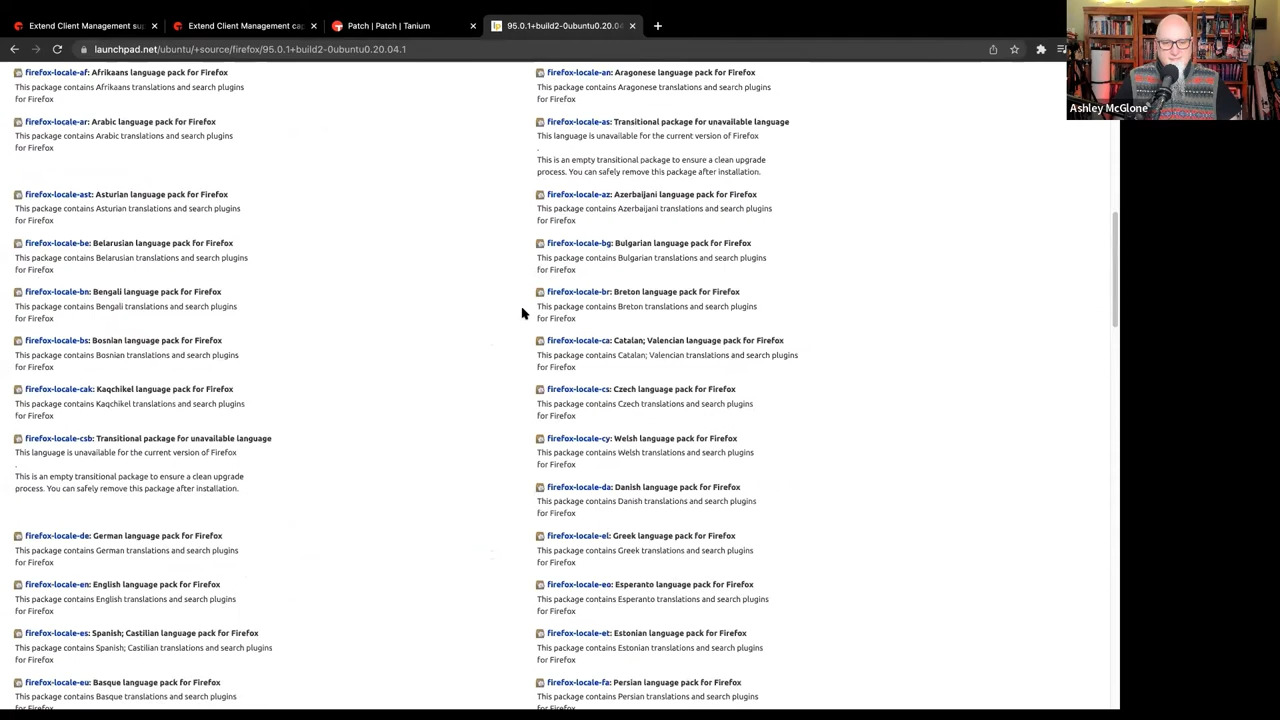 Extend Client Management su
Extend Client Management ca
Patch | Patch | Tanium
95.0.1+build2-0ubuntu0.20.04.
launchpad.net/ubuntu/+source/firefox/95.0.1+build2-0ubuntu0.20.04.1
Ashley McGlone
firefox-locale-af: Afrikaans language pack for Firefox
This package contains Afrikaans translations and search plugins
for Firefox
firefox-locale-an: Aragonese language pack for Firefox
This package contains Aragonese translations and search plugins
for Firefox
firefox-locale-ar: Arabic language pack for Firefox
This package contains Arabic translations and search plugins
for Firefox
firefox-locale-as: Transitional package for unavailable language
This language is unavailable for the current version of Firefox
.
This is an empty transitional package to ensure a clean upgrade
process. You can safely remove this package after installation.
firefox-locale-ast: Asturian language pack for Firefox
This package contains Asturian translations and search plugins
for Firefox
firefox-locale-az: Azerbaijani language pack for Firefox
This package contains Azerbaijani translations and search plugins
for Firefox
firefox-locale-be: Belarusian language pack for Firefox
This package contains Belarusian translations and search plugins
for Firefox
firefox-locale-bg: Bulgarian language pack for Firefox
This package contains Bulgarian translations and search plugins
for Firefox
firefox-locale-bn: Bengali language pack for Firefox
This package contains Bengali translations and search plugins
for Firefox
firefox-locale-br: Breton language pack for Firefox
This package contains Breton translations and search plugins
for Firefox
firefox-locale-bs: Bosnian language pack for Firefox
This package contains Bosnian translations and search plugins
for Firefox
firefox-locale-ca: Catalan; Valencian language pack for Firefox
This package contains Catalan; Valencian translations and search plugins
for Firefox
firefox-locale-cak: Kaqchikel language pack for Firefox
This package contains Kaqchikel translations and search plugins
for Firefox
firefox-locale-cs: Czech language pack for Firefox
This package contains Czech translations and search plugins
for Firefox
firefox-locale-csb: Transitional package for unavailable language
This language is unavailable for the current version of Firefox
.
This is an empty transitional package to ensure a clean upgrade
process. You can safely remove this package after installation.
firefox-locale-cy: Welsh language pack for Firefox
This package contains Welsh translations and search plugins
for Firefox
firefox-locale-da: Danish language pack for Firefox
This package contains Danish translations and search plugins
for Firefox
firefox-locale-de: German language pack for Firefox
This package contains German translations and search plugins
for Firefox
firefox-locale-el: Greek language pack for Firefox
This package contains Greek translations and search plugins
for Firefox
firefox-locale-en: English language pack for Firefox
This package contains English translations and search plugins
for Firefox
firefox-locale-eo: Esperanto language pack for Firefox
This package contains Esperanto translations and search plugins
for Firefox
firefox-locale-es: Spanish; Castilian language pack for Firefox
This package contains Spanish; Castilian translations and search plugins
for Firefox
firefox-locale-et: Estonian language pack for Firefox
This package contains Estonian translations and search plugins
for Firefox
firefox-locale-eu: Basque language pack for Firefox
This package contains Basque translations and search plugins
for Firefox
firefox-locale-fa: Persian language pack for Firefox
This package contains Persian translations and search plugins
for Firefox